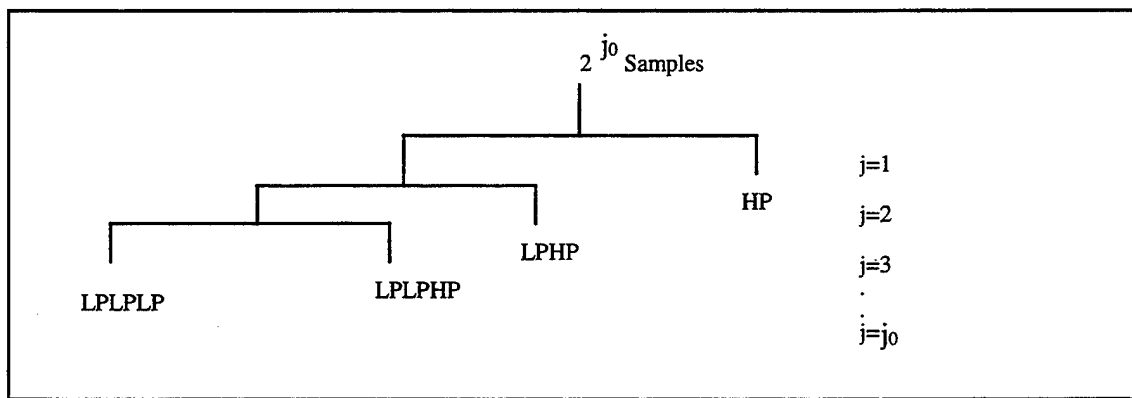 2 j0 Samples
j=1
HP
j=2
LPHP
j=3
LPLPLP
LPLPHP
.
.
j=j0